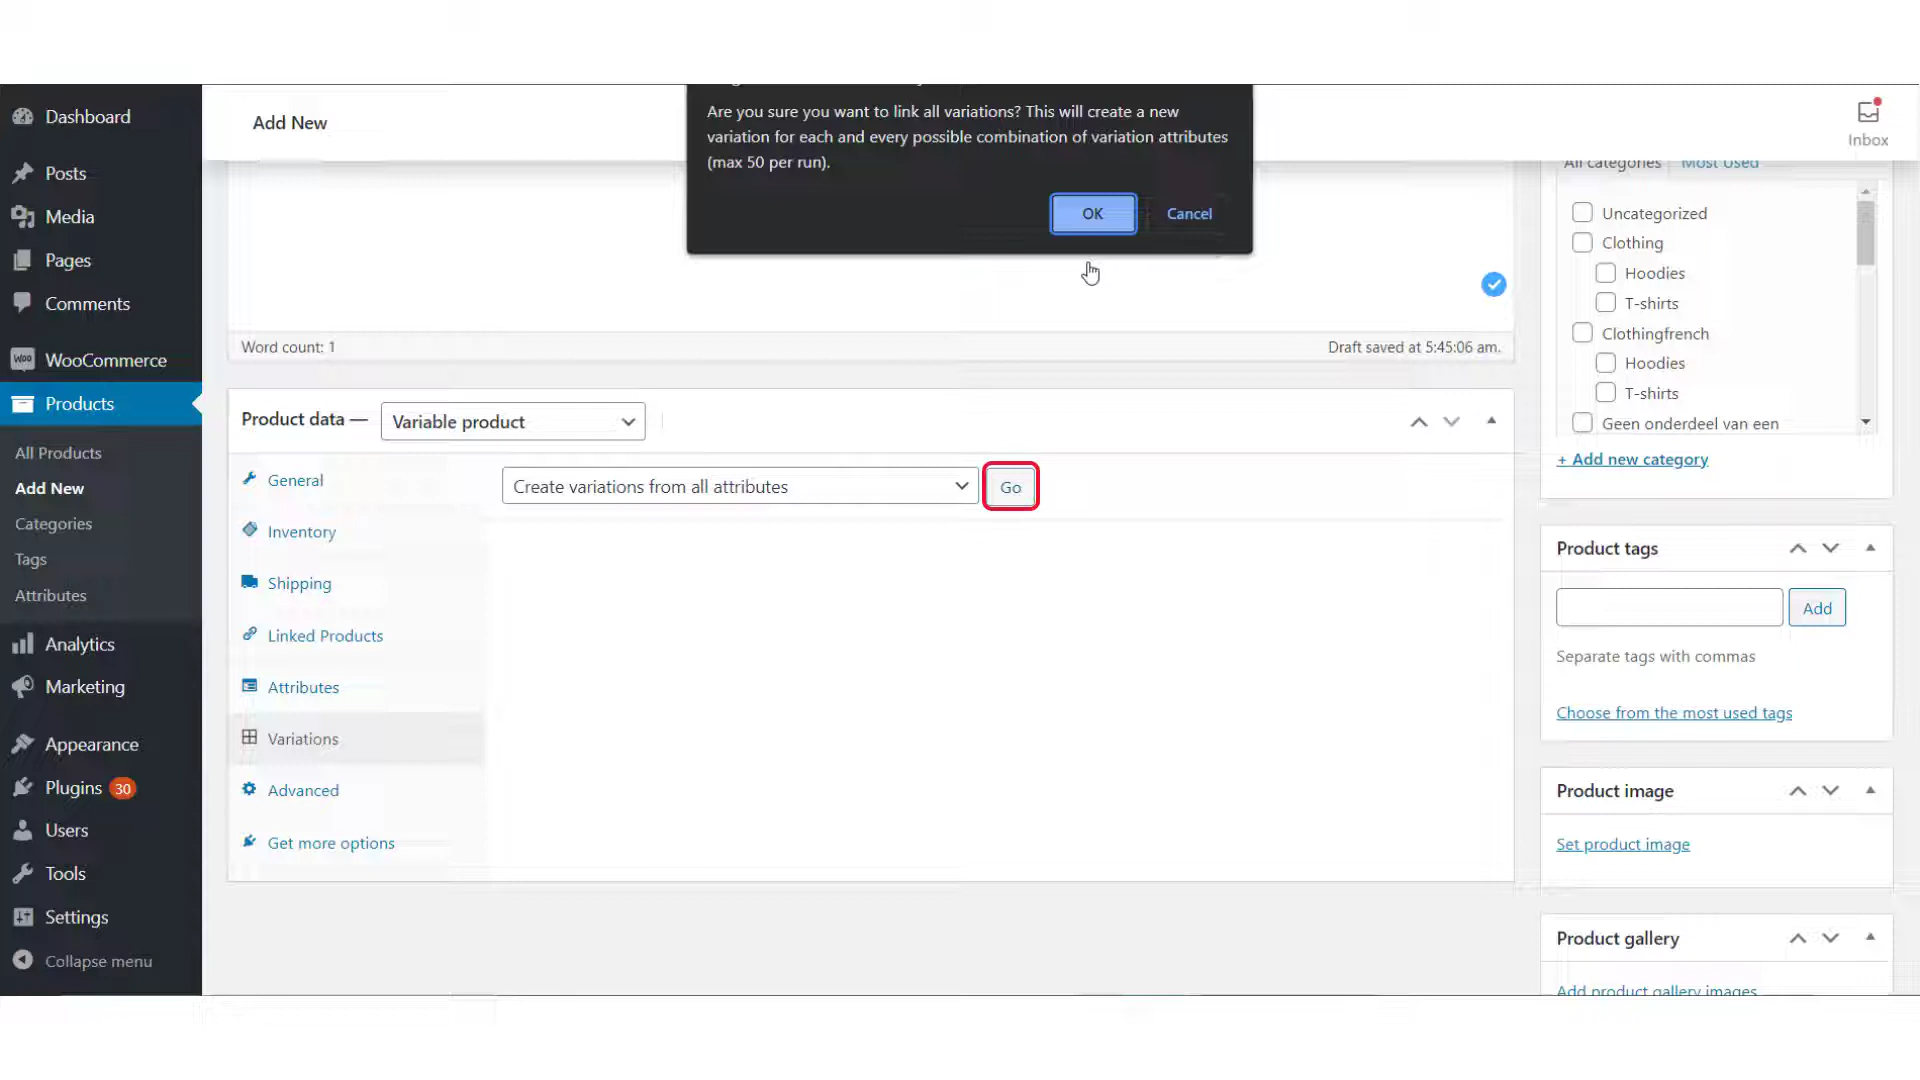 Dashboard
Posts
Media
Pages
Comments
WooCommerce
Products
All Products
Add New
Categories
Tags
Attributes
Analytics
Marketing
Appearance
Plugins 30
Users
Tools
Settings
Collapse menu
Add New
Are you sure you want to link all variations? This will create a new
variation for each and every possible combination of variation attributes
(max 50 per run).
OK
Cancel
Inbox
Word count: 1
Draft saved at 5:45:06 am.
Product data —
Variable product
General
Inventory
Shipping
Linked Products
Attributes
Variations
Advanced
Get more options
Create variations from all attributes
Go
All categories
Most Used
Uncategorized
Clothing
Hoodies
T-shirts
Clothingfrench
Hoodies
T-shirts
Geen onderdeel van een
+ Add new category
Product tags
Add
Separate tags with commas
Choose from the most used tags
Product image
Set product image
Product gallery
Add product gallery images